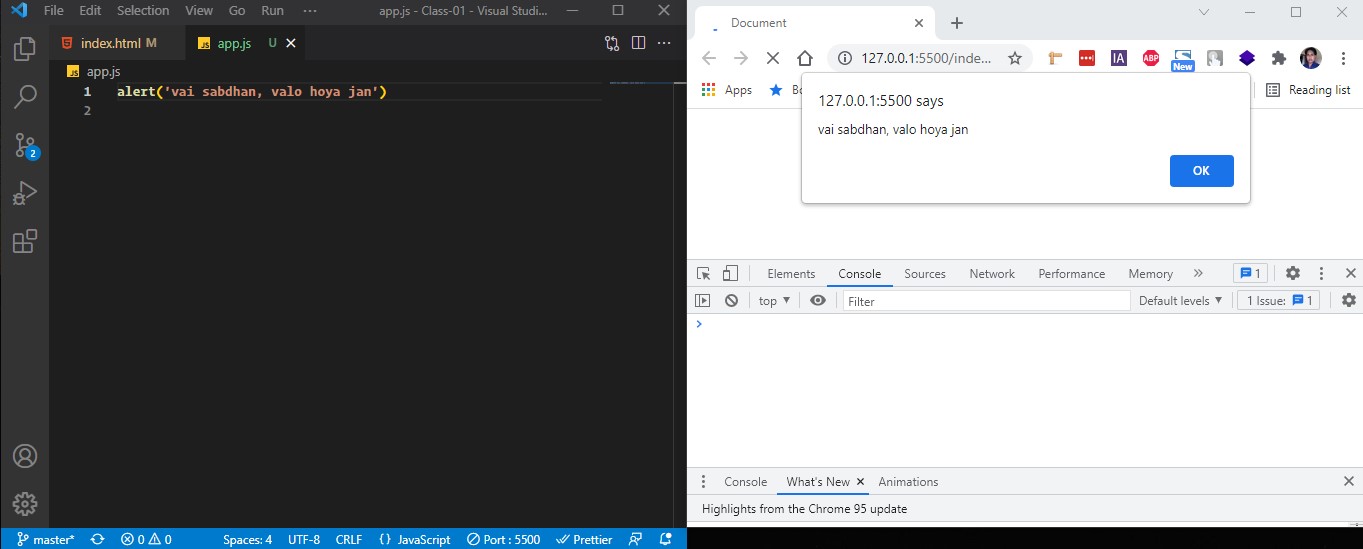 File Edit Selection View Go Run ··· app.js - Class-01 - Visual Studi...
index.html M app.js U
JS app.js
1 alert('vai sabdhan, valo hoya jan')
2
2
master* 0 0 Spaces: 4 UTF-8 CRLF {} JavaScript Port : 5500 Prettier
Document
127.0.0.1:5500/inde... IA ABP New
Apps Bo Reading list
127.0.0.1:5500 says
vai sabdhan, valo hoya jan
OK
Elements Console Sources Network Performance Memory » 1
top Filter Default levels 1 Issue: 1
Console What's New Animations
Highlights from the Chrome 95 update